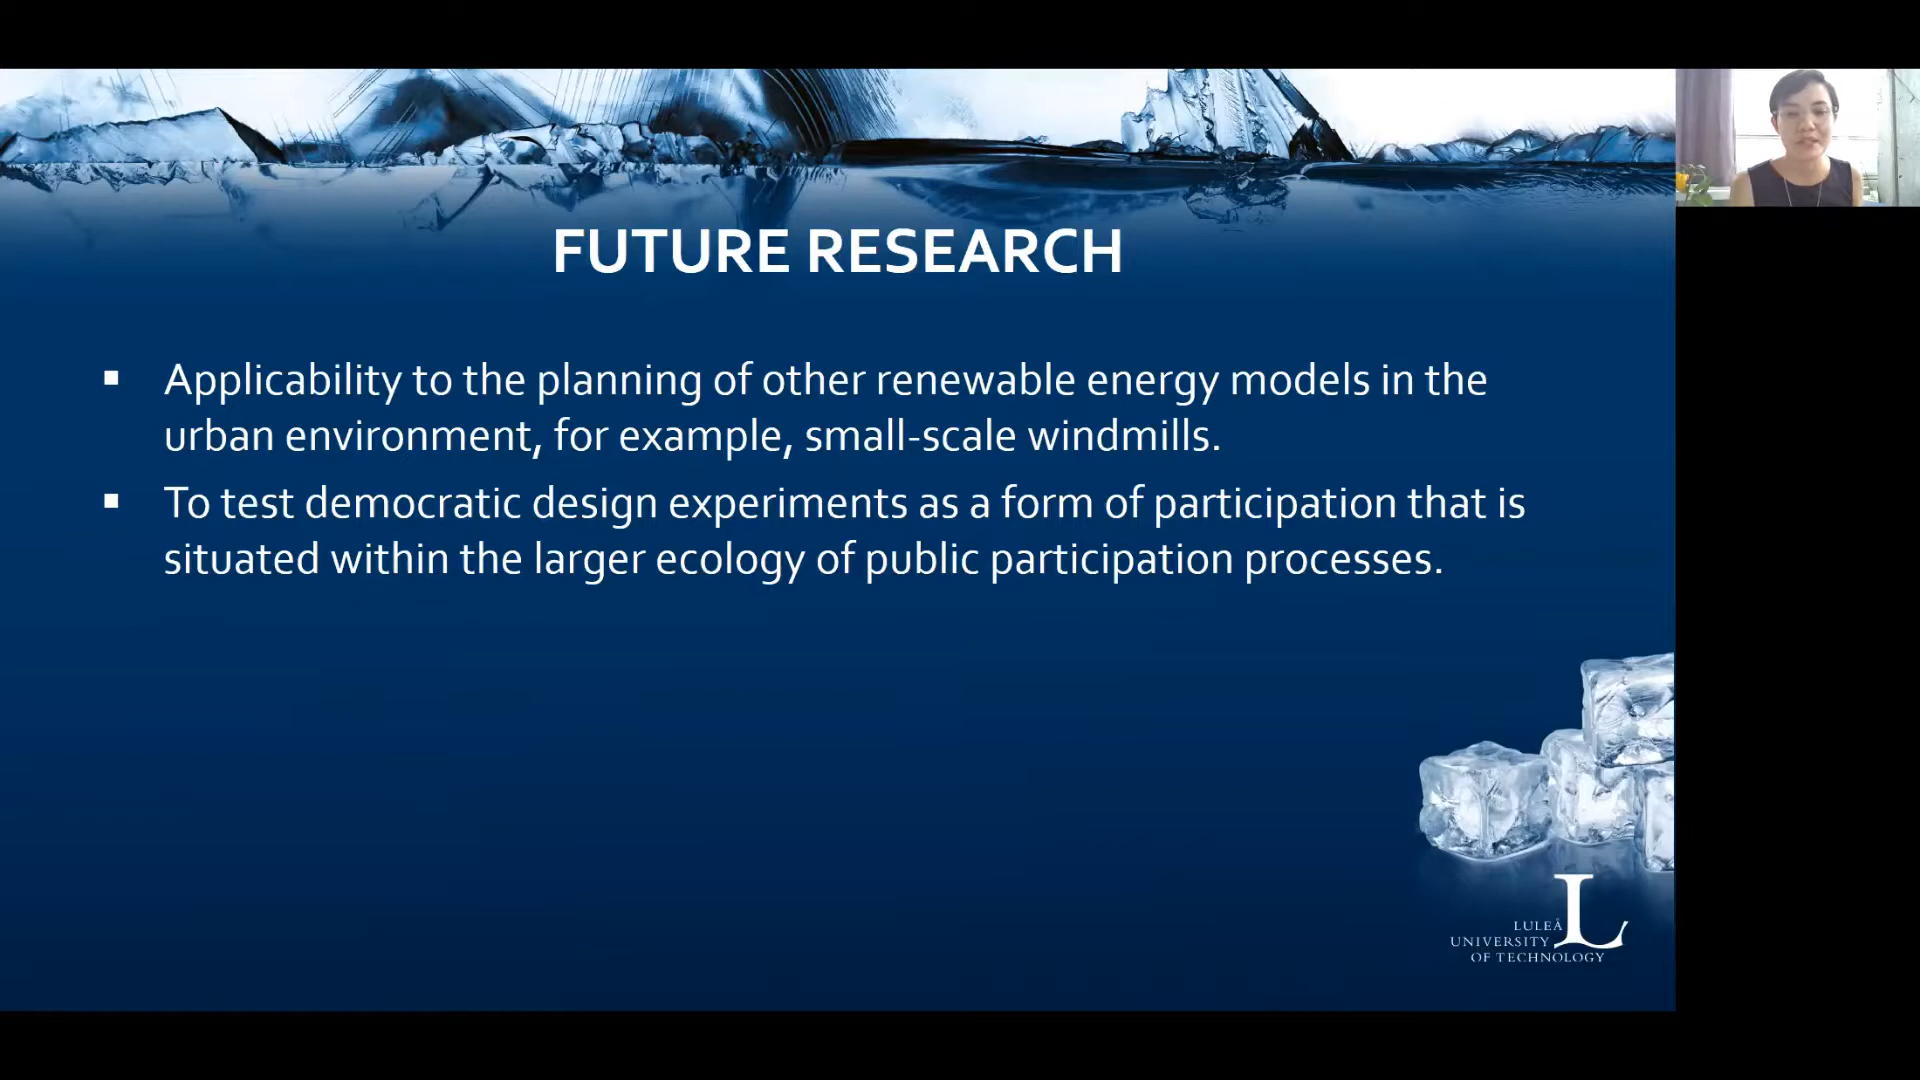 FUTURE RESEARCH
▪ Applicability to the planning of other renewable energy models in the
urban environment, for example, small-scale windmills.
▪ To test democratic design experiments as a form of participation that is
situated within the larger ecology of public participation processes.
L
LULEÅ
UNIVERSITY
OF TECHNOLOGY